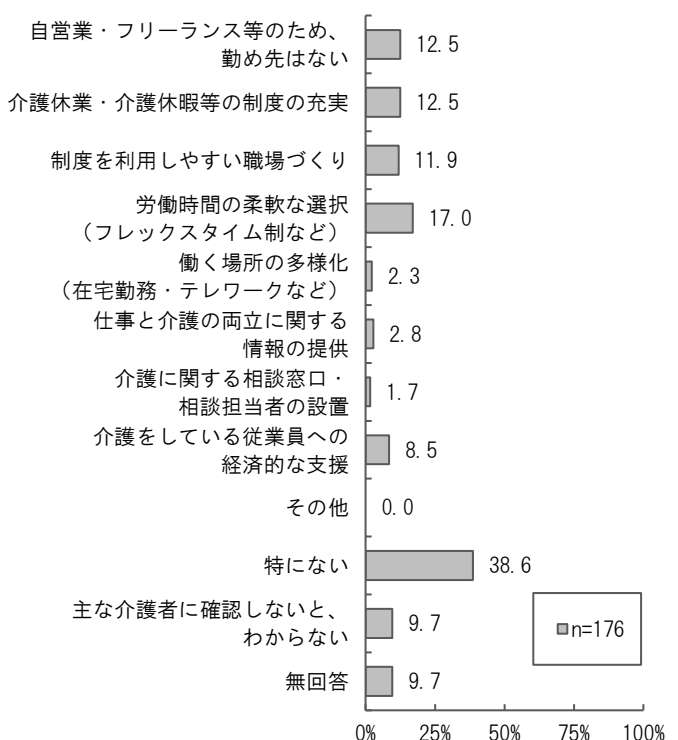 自営業・フリーランス等のため、
勤め先はない
12.5
介護休業・介護休暇等の制度の充実
12.5
制度を利用しやすい職場づくり
11.9
労働時間の柔軟な選択
（フレックスタイム制など）
17.0
働く場所の多様化
（在宅勤務・テレワークなど）
2.3
仕事と介護の両立に関する
情報の提供
2.8
介護に関する相談窓口・
相談担当者の設置
1.7
介護をしている従業員への
経済的な支援
8.5
その他
0.0
特にない
38.6
主な介護者に確認しないと、
わからない
9.7
無回答
9.7
n=176
0% 25% 50% 75% 100%